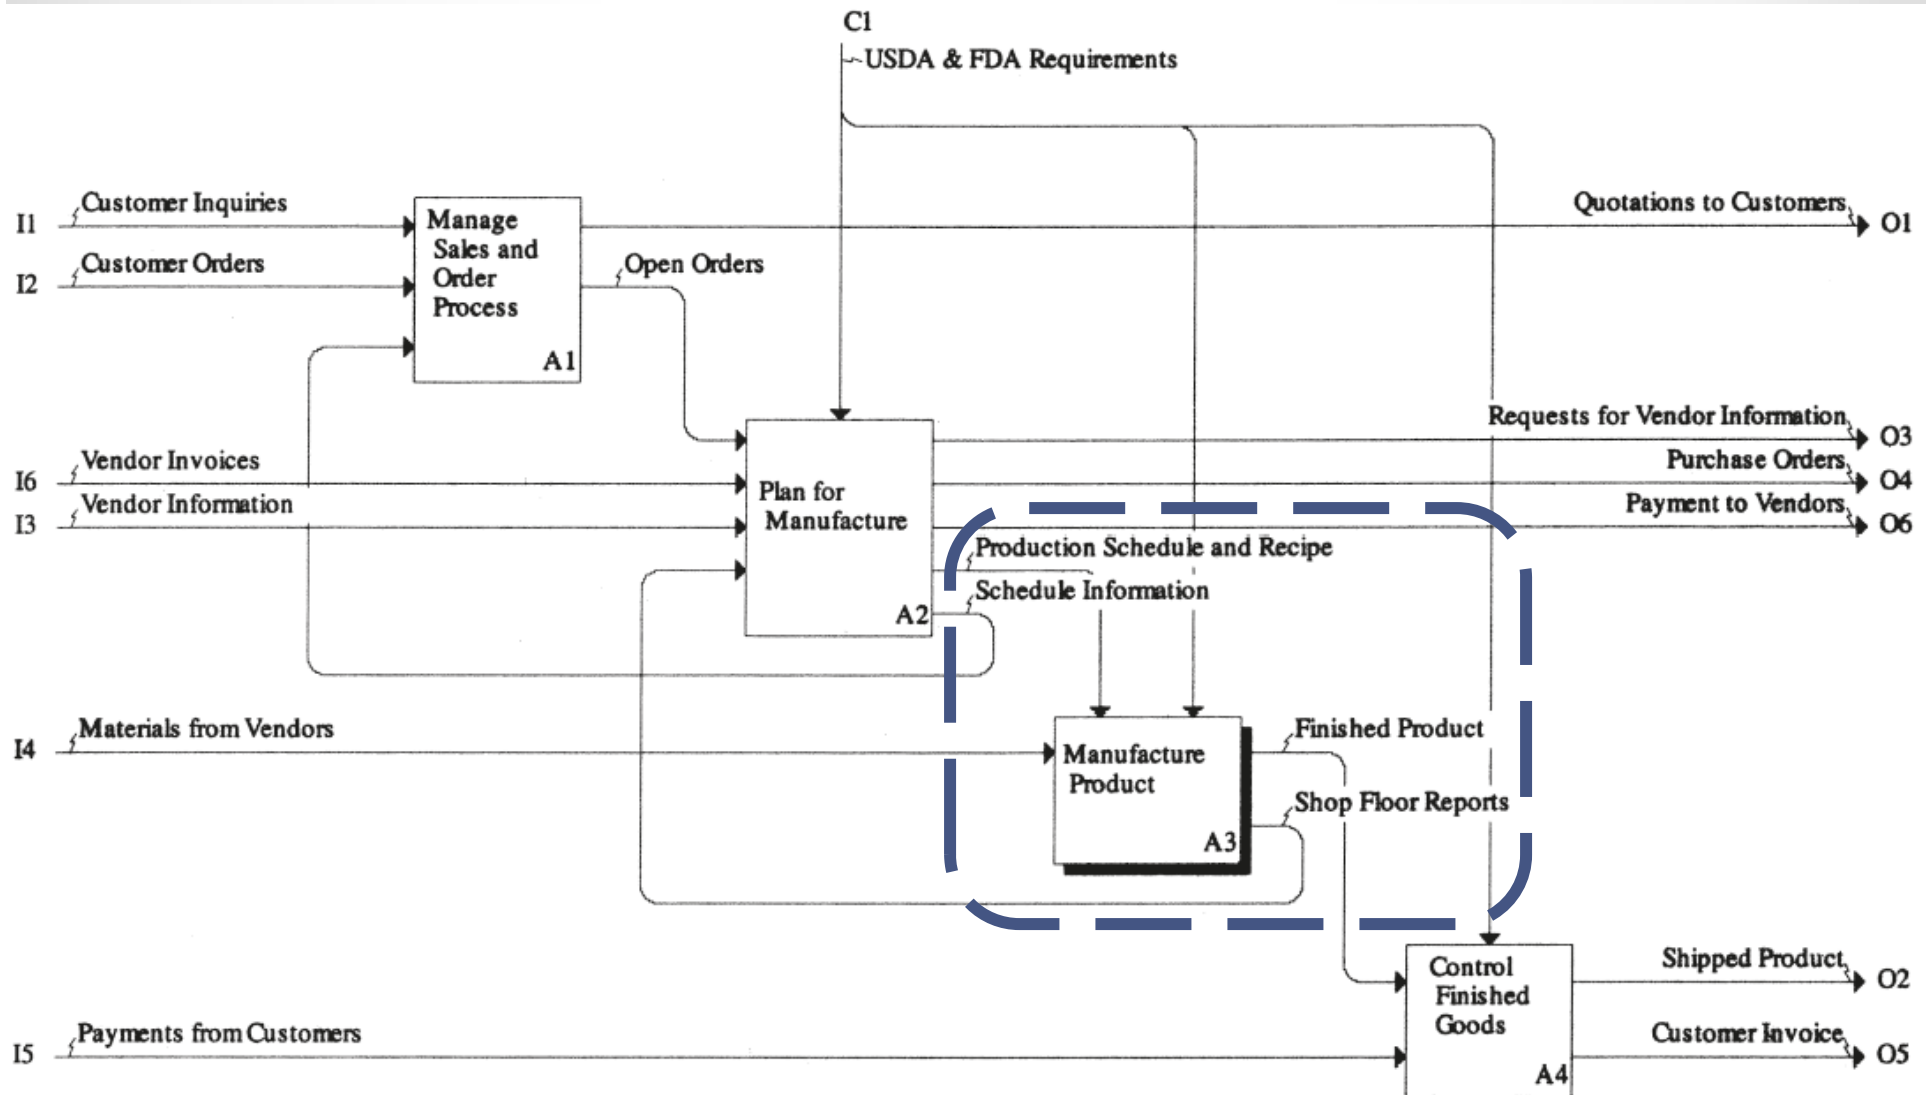 C1
USDA & FDA Requirements
I1
Customer Inquiries
Manage
Sales and
Order
Process
A1
Quotations to Customers
O1
I2
Customer Orders
Open Orders
Requests for Vendor Information
O3
I6
Vendor Invoices
Plan for
Manufacture
A2
Purchase Orders
O4
I3
Vendor Information
Payment to Vendors
O6
Production Schedule and Recipe
Schedule Information
I4
Materials from Vendors
Manufacture
Product
A3
Finished Product
Shop Floor Reports
Control
Finished
Goods
A4
Shipped Product
O2
I5
Payments from Customers
Customer Invoice
O5